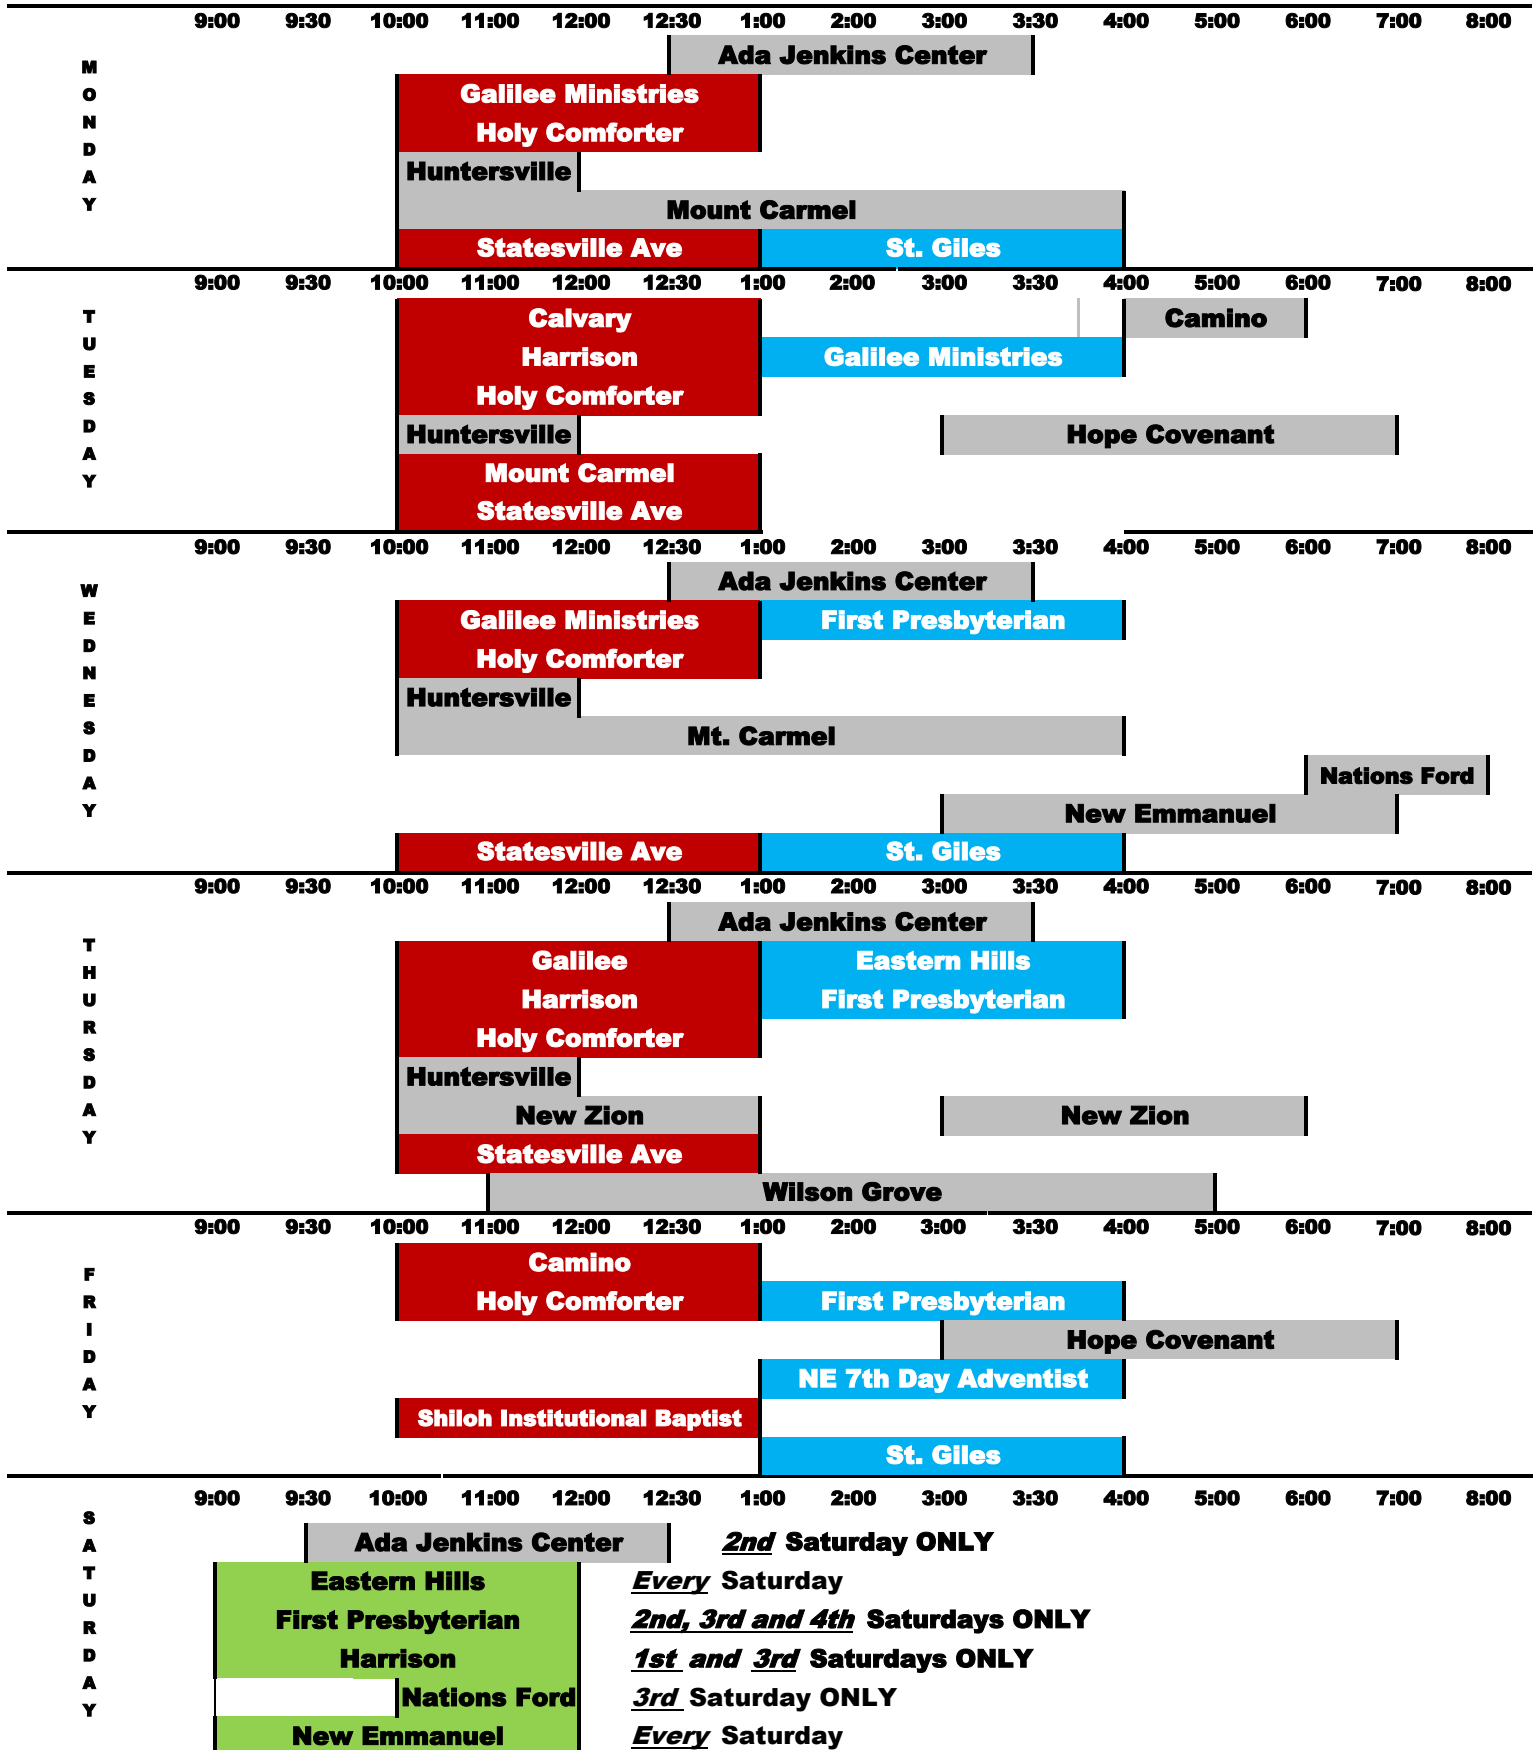 9:00 9:30 10:00 11:00 12:00 12:30 1:00 2:00 3:00 3:30 4:00 5:00 6:00 7:00 8:00
MONDAY
Ada Jenkins Center
Galilee Ministries
Holy Comforter
Huntersville
Mount Carmel
Statesville Ave St. Giles
9:00 9:30 10:00 11:00 12:00 12:30 1:00 2:00 3:00 3:30 4:00 5:00 6:00 7:00 8:00
TUESDAY
Calvary Camino
Harrison Galilee Ministries
Holy Comforter
Huntersville Hope Covenant
Mount Carmel
Statesville Ave
9:00 9:30 10:00 11:00 12:00 12:30 1:00 2:00 3:00 3:30 4:00 5:00 6:00 7:00 8:00
WEDNESDAY
Ada Jenkins Center
Galilee Ministries First Presbyterian
Holy Comforter
Huntersville
Mt. Carmel
Nations Ford
New Emmanuel
Statesville Ave St. Giles
9:00 9:30 10:00 11:00 12:00 12:30 1:00 2:00 3:00 3:30 4:00 5:00 6:00 7:00 8:00
THURSDAY
Ada Jenkins Center
Galilee Eastern Hills
Harrison First Presbyterian
Holy Comforter
Huntersville
New Zion New Zion
Statesville Ave
Wilson Grove
9:00 9:30 10:00 11:00 12:00 12:30 1:00 2:00 3:00 3:30 4:00 5:00 6:00 7:00 8:00
FRIDAY
Camino
Holy Comforter First Presbyterian
Hope Covenant
NE 7th Day Adventist
Shiloh Institutional Baptist
St. Giles
9:00 9:30 10:00 11:00 12:00 12:30 1:00 2:00 3:00 3:30 4:00 5:00 6:00 7:00 8:00
SATURDAY
Ada Jenkins Center 2nd Saturday ONLY
Eastern Hills Every Saturday
First Presbyterian 2nd, 3rd and 4th Saturdays ONLY
Harrison 1st and 3rd Saturdays ONLY
Nations Ford 3rd Saturday ONLY
New Emmanuel Every Saturday